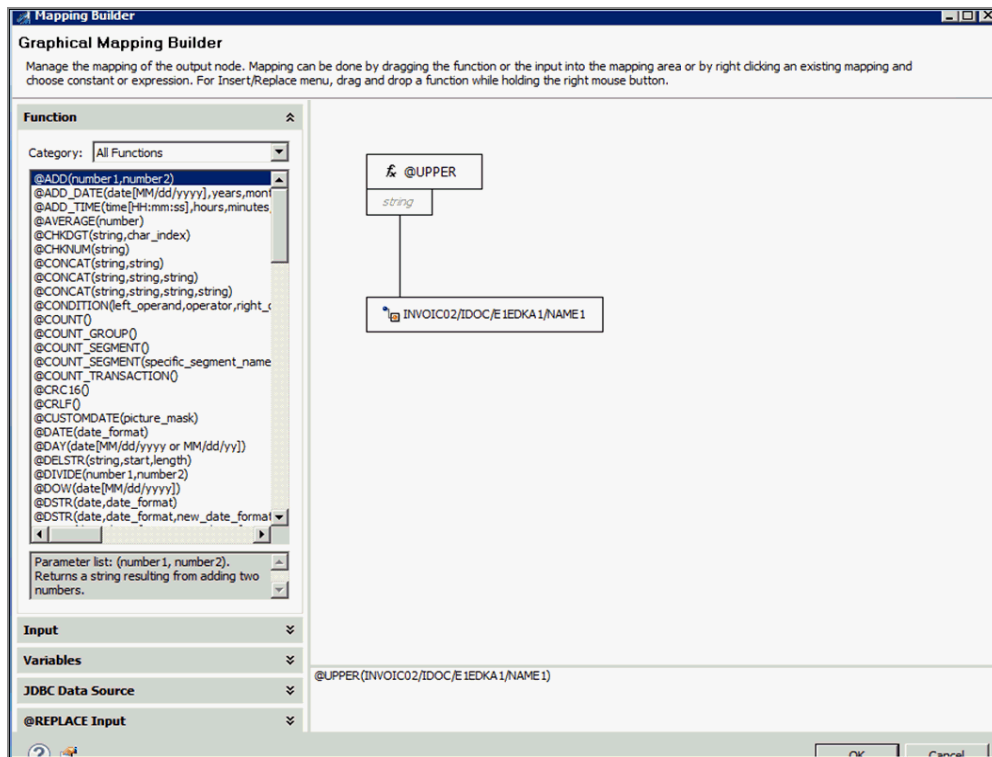 Mapping Builder
Graphical Mapping Builder
Manage the mapping of the output node. Mapping can be done by dragging the function or the input into the mapping area or by right clicking an existing mapping and
choose constant or expression. For Insert/Replace menu, drag and drop a function while holding the right mouse button.
Function
Category: All Functions
@ADD(number1,number2)
@ADD_DATE(date[MM/dd/yyyy],years,mont
@ADD_TIME(time[HH:mm:ss],hours,minutes,
@AVERAGE(number)
@CHKDGT(string,char_index)
@CHKNUM(string)
@CONCAT(string,string)
@CONCAT(string,string,string)
@CONCAT(string,string,string,string)
@CONDITION(left_operand,operator,right_o
@COUNT()
@COUNT_GROUP()
@COUNT_SEGMENT()
@COUNT_SEGMENT(specific_segment_name
@COUNT_TRANSACTION()
@CRC16()
@CRLF()
@CUSTOMDATE(picture_mask)
@DATE(date_format)
@DAY(date[MM/dd/yyyy or MM/dd/yy])
@DELSTR(string,start,length)
@DIVIDE(number1,number2)
@DOW(date[MM/dd/yyyy])
@DSTR(date,date_format)
@DSTR(date,date_format,new_date_format
Parameter list: (number1, number2).
Returns a string resulting from adding two
numbers.
Input
Variables
JDBC Data Source
@REPLACE Input
fx @UPPER
string
INVOIC02/IDOC/E1EDKA1/NAME1
@UPPER(INVOIC02/IDOC/E1EDKA1/NAME1)
OK
Cancel